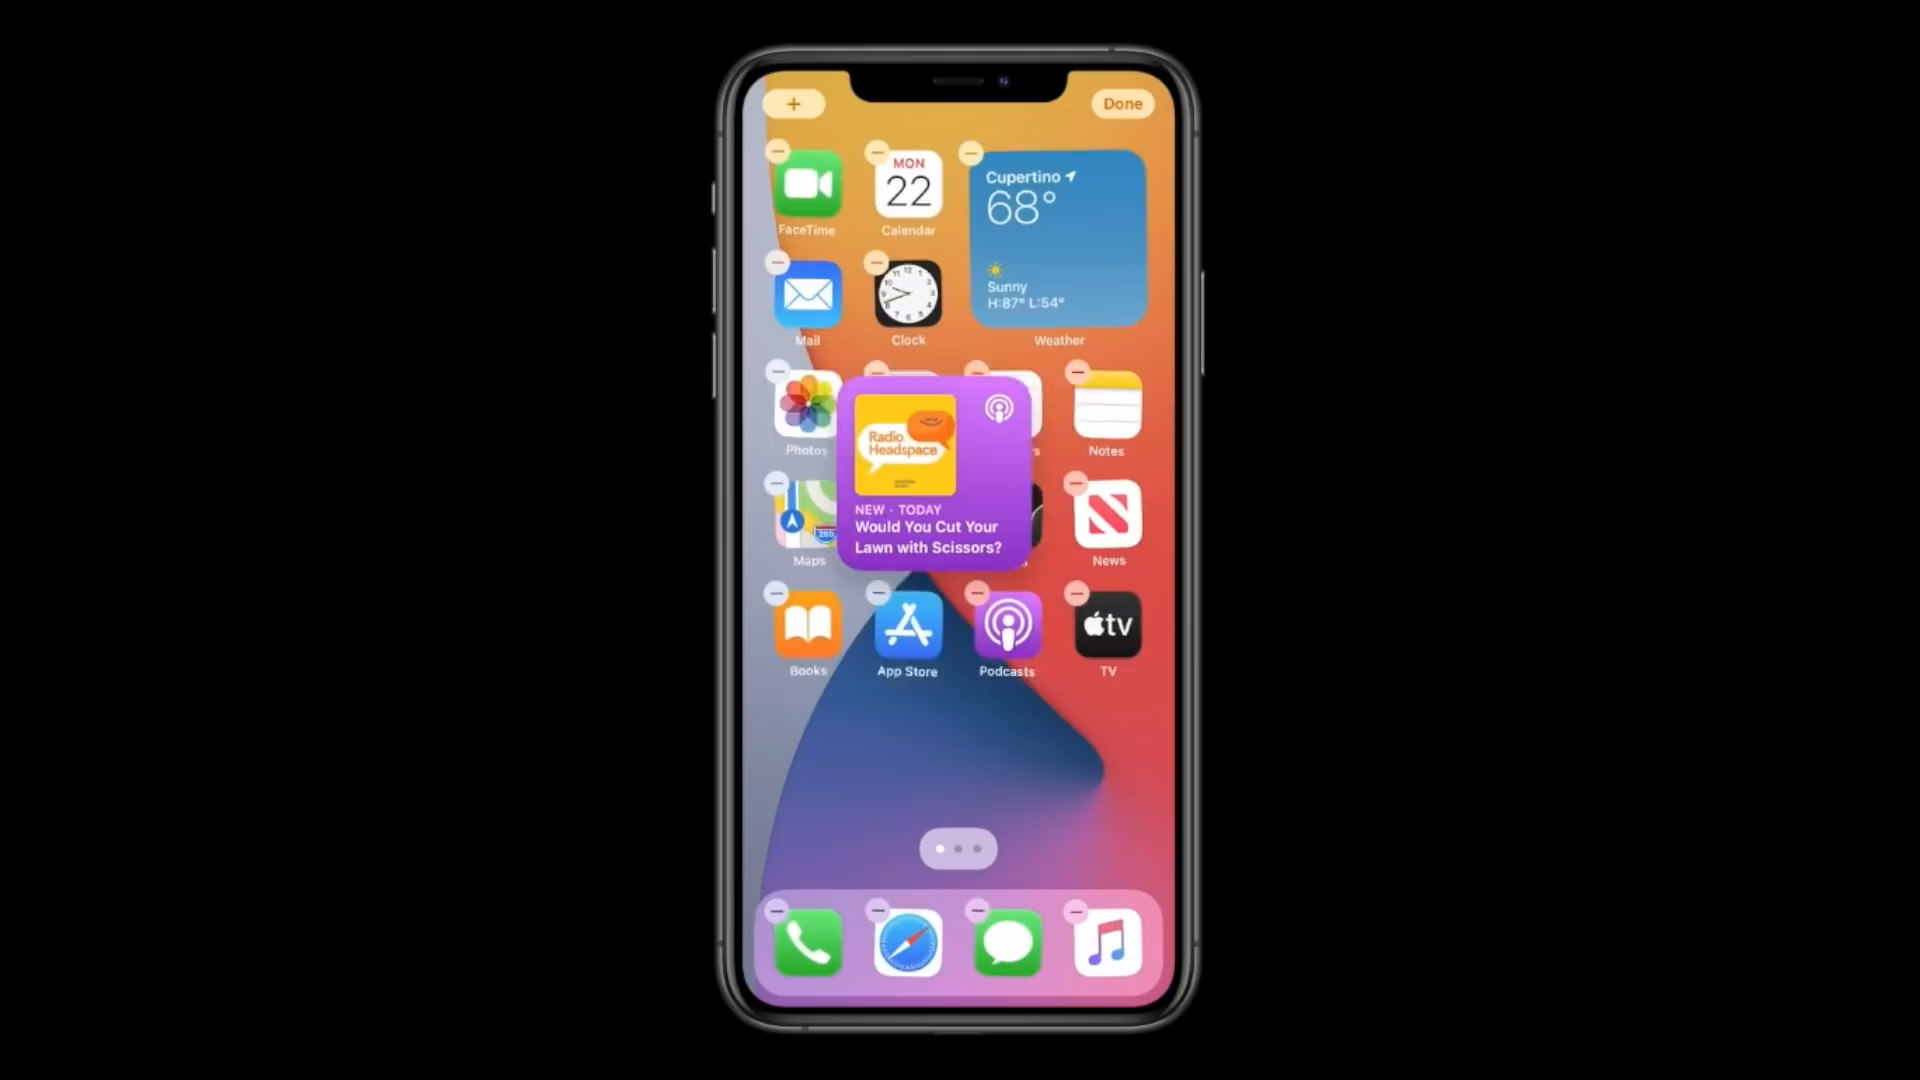 +
Done
MON
22
FaceTime
Calendar
Cupertino
68°
Sunny
H:87° L:54°
Mail
Clock
Weather
Radio
Headspace
NEW · TODAY
Would You Cut Your
Lawn with Scissors?
Photos
Notes
280
Maps
News
Books
App Store
Podcasts
tv
TV